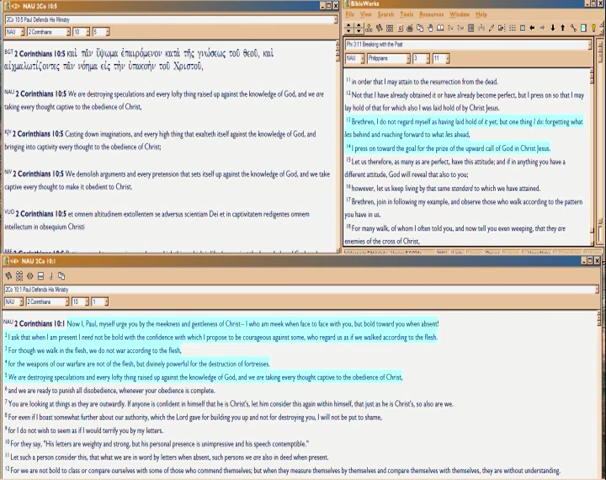 NAU 2Co 10:5
2Co 10:5 Paul Defends His Ministry
NAU 2 Corinthians 10 5
BGT 2 Corinthians 10:5 καὶ πᾶν ὕψωμα ἐπαιρόμενον κατὰ τῆς γνώσεως τοῦ θεοῦ, καὶ
αἰχμαλωτίζοντες πᾶν νόημα εἰς τὴν ὑπακοὴν τοῦ Χριστοῦ,
NAU 2 Corinthians 10:5 We are destroying speculations and every lofty thing raised up against the knowledge of God, and we are
taking every thought captive to the obedience of Christ,
KJV 2 Corinthians 10:5 Casting down imaginations, and every high thing that exalteth itself against the knowledge of God, and
bringing into captivity every thought to the obedience of Christ;
NIV 2 Corinthians 10:5 We demolish arguments and every pretension that sets itself up against the knowledge of God, and we take
captive every thought to make it obedient to Christ.
VUO 2 Corinthians 10:5 et omnem altitudinem extollentem se adversus scientiam Dei et in captivitatem redigentes omnem
intellectum in obsequium Christi
BibleWorks
File View Search Tools Resources Window Help
Phi 3:11 Breaking with the Past
NAU Philippians 3 11
11 in order that I may attain to the resurrection from the dead.
12 Not that I have already obtained it or have already become perfect, but I press on so that I may
lay hold of that for which also I was laid hold of by Christ Jesus.
13 Brethren, I do not regard myself as having laid hold of it yet; but one thing I do: forgetting what
lies behind and reaching forward to what lies ahead,
14 I press on toward the goal for the prize of the upward call of God in Christ Jesus.
15 Let us therefore, as many as are perfect, have this attitude; and if in anything you have a
different attitude, God will reveal that also to you;
16 however, let us keep living by that same standard to which we have attained.
17 Brethren, join in following my example, and observe those who walk according to the pattern
you have in us.
18 For many walk, of whom I often told you, and now tell you even weeping, that they are
enemies of the cross of Christ,
NAU 2Co 10:1
2Co 10:1 Paul Defends His Ministry
NAU 2 Corinthians 10 1
NAU 2 Corinthians 10:1 Now I, Paul, myself urge you by the meekness and gentleness of Christ-- I who am meek when face to face with you, but bold toward you when absent!
2 I ask that when I am present I need not be bold with the confidence with which I propose to be courageous against some, who regard us as if we walked according to the flesh.
3 For though we walk in the flesh, we do not war according to the flesh,
4 for the weapons of our warfare are not of the flesh, but divinely powerful for the destruction of fortresses.
5 We are destroying speculations and every lofty thing raised up against the knowledge of God, and we are taking every thought captive to the obedience of Christ,
6 and we are ready to punish all disobedience, whenever your obedience is complete.
7 You are looking at things as they are outwardly. If anyone is confident in himself that he is Christ's, let him consider this again within himself, that just as he is Christ's, so also are we.
8 For even if I boast somewhat further about our authority, which the Lord gave for building you up and not for destroying you, I will not be put to shame,
9 for I do not wish to seem as if I would terrify you by my letters.
10 For they say, "His letters are weighty and strong, but his personal presence is unimpressive and his speech contemptible."
11 Let such a person consider this, that what we are in word by letters when absent, such persons we are also in deed when present.
12 For we are not bold to class or compare ourselves with some of those who commend themselves; but when they measure themselves by themselves and compare themselves with themselves, they are without understanding.